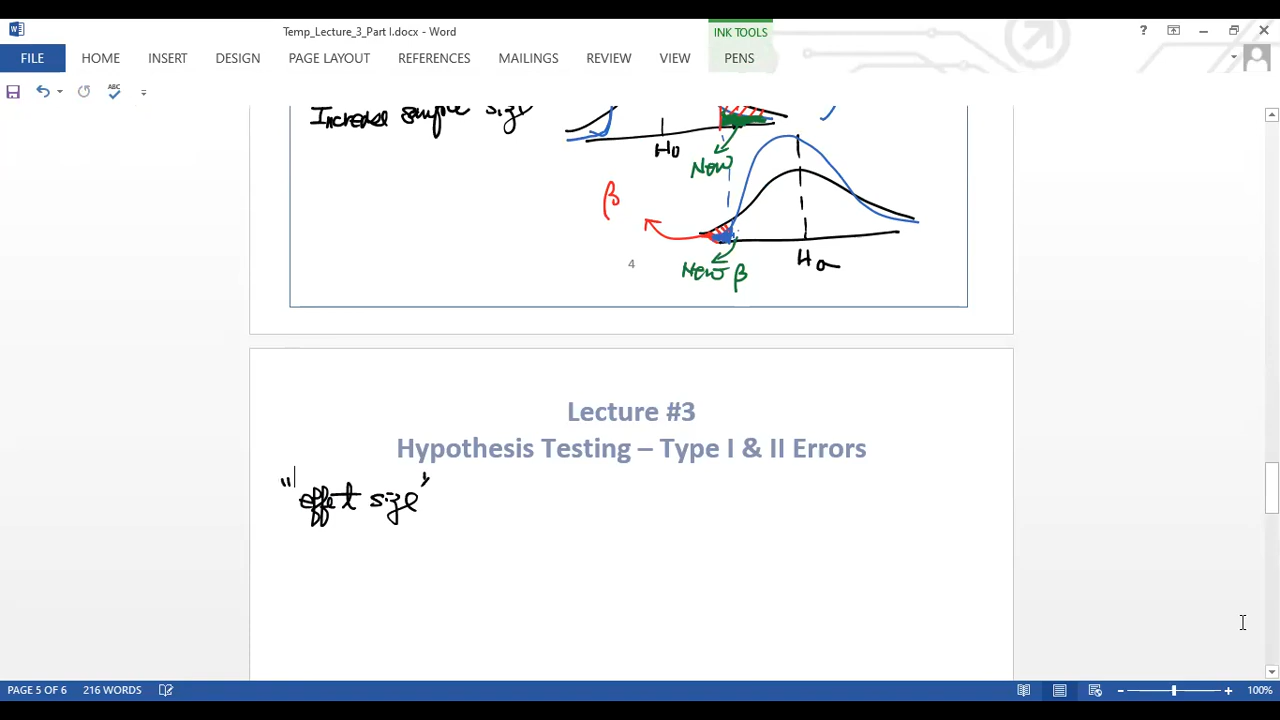 Temp_Lecture_3_Part I.docx - Word
INK TOOLS
?
FILE
HOME
INSERT
DESIGN
PAGE LAYOUT
REFERENCES
MAILINGS
REVIEW
VIEW
PENS
ABC
Increase sample size
H0
New
β
4
New β
Ha
Lecture #3
Hypothesis Testing – Type I & II Errors
"effect size"
PAGE 5 OF 6
216 WORDS
100%